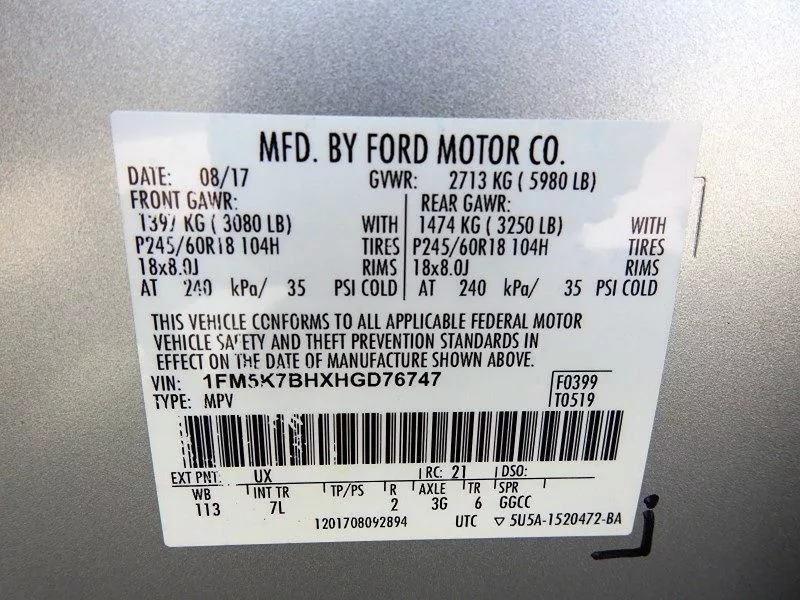 MFD. BY FORD MOTOR CO.
DATE: 08/17 GVWR: 2713 KG ( 5980 LB)
FRONT GAWR: REAR GAWR:
1397 KG ( 3080 LB) WITH 1474 KG ( 3250 LB) WITH
P245/60R18 104H TIRES P245/60R18 104H TIRES
18x8.0J RIMS 18x8.0J RIMS
AT 240 kPa/ 35 PSI COLD AT 240 kPa/ 35 PSI COLD
THIS VEHICLE CONFORMS TO ALL APPLICABLE FEDERAL MOTOR
VEHICLE SAFETY AND THEFT PREVENTION STANDARDS IN
EFFECT ON THE DATE OF MANUFACTURE SHOWN ABOVE.
VIN: 1FM5K7BHXHGD76747 F0399
TYPE: MPV T0519
EXT PNT: UX RC: 21 DSO:
WB INT TR TP/PS R AXLE TR SPR
113 7L 2 3G 6 GGCC
1201708092894 UTC ▽ 5U5A-1520472-BA